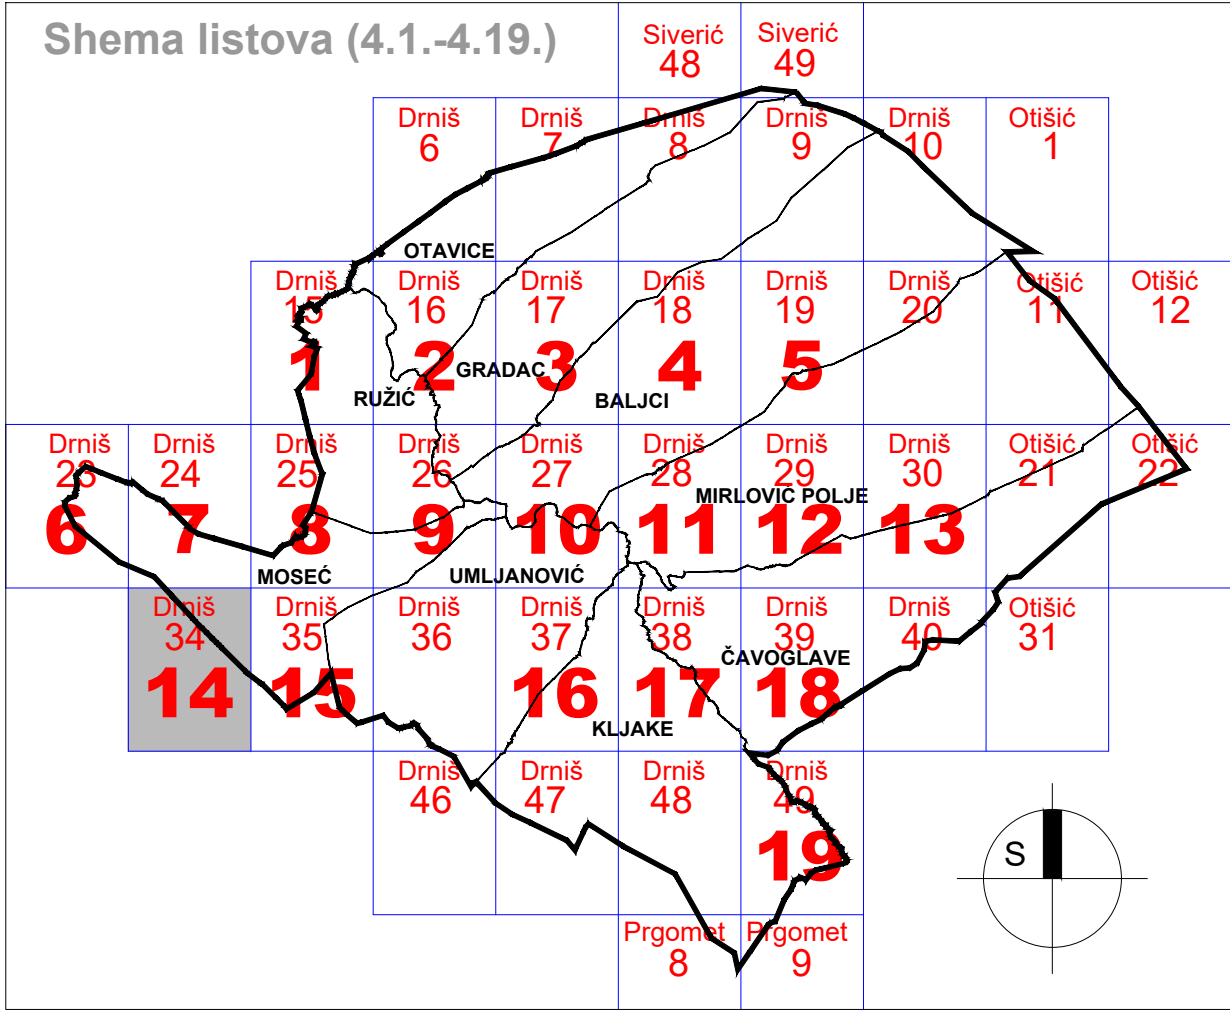 Shema listova (4.1.-4.19.)
Siverić
48
Siverić
49
Drniš
6
Drniš
7
Drniš
8
Drniš
9
Drniš
10
Otišić
1
OTAVICE
Drniš
15
1
Drniš
16
2
Drniš
17
3
Drniš
18
4
Drniš
19
5
Drniš
20
Otišić
11
Otišić
12
RUŽIĆ
GRADAC
BALJCI
Drniš
23
6
Drniš
24
7
Drniš
25
8
Drniš
26
9
Drniš
27
10
Drniš
28
11
Drniš
29
12
Drniš
30
13
Otišić
21
Otišić
22
MIRLOVIĆ POLJE
MOSEĆ
UMLJANOVIĆ
Drniš
34
14
Drniš
35
15
Drniš
36
Drniš
37
16
Drniš
38
17
Drniš
39
18
Drniš
40
Otišić
31
ČAVOGLAVE
KLJAKE
Drniš
46
Drniš
47
Drniš
48
Drniš
49
19
Prgomet
8
Prgomet
9
S